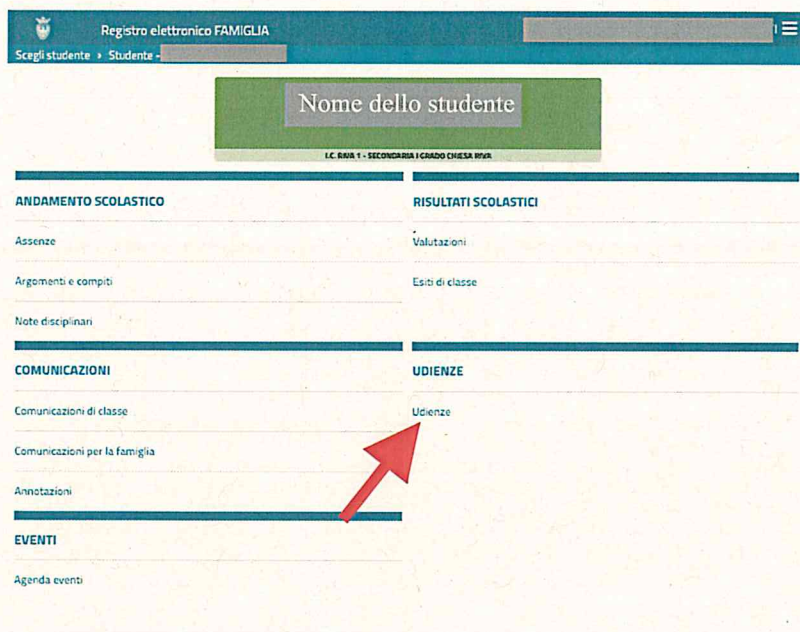 Registro elettronico FAMIGLIA
Scegli studente › Studente -
Nome dello studente
I.C. RIVA 1 - SECONDARIA I GRADO CHIESA RIVA
ANDAMENTO SCOLASTICO
Assenze
Argomenti e compiti
Note disciplinari
RISULTATI SCOLASTICI
Valutazioni
Esiti di classe
COMUNICAZIONI
Comunicazioni di classe
Comunicazioni per la famiglia
Annotazioni
UDIENZE
Udienze
EVENTI
Agenda eventi